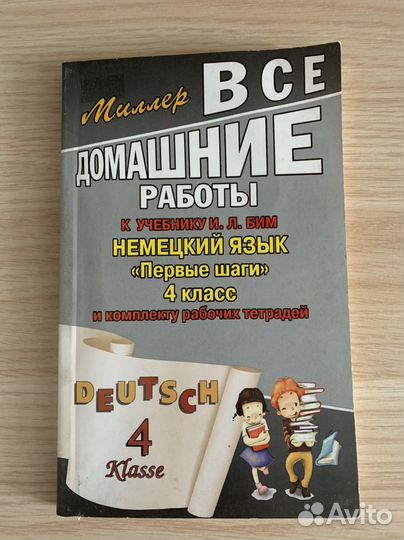 Миллер ВСЕ
ДОМАШНИЕ
РАБОТЫ
К УЧЕБНИКУ И. Л. БИМ
НЕМЕЦКИЙ ЯЗЫК
«Первые шаги»
4 класс
и комплекту рабочих тетрадей
DEUTSCH
4
Klasse
Avito